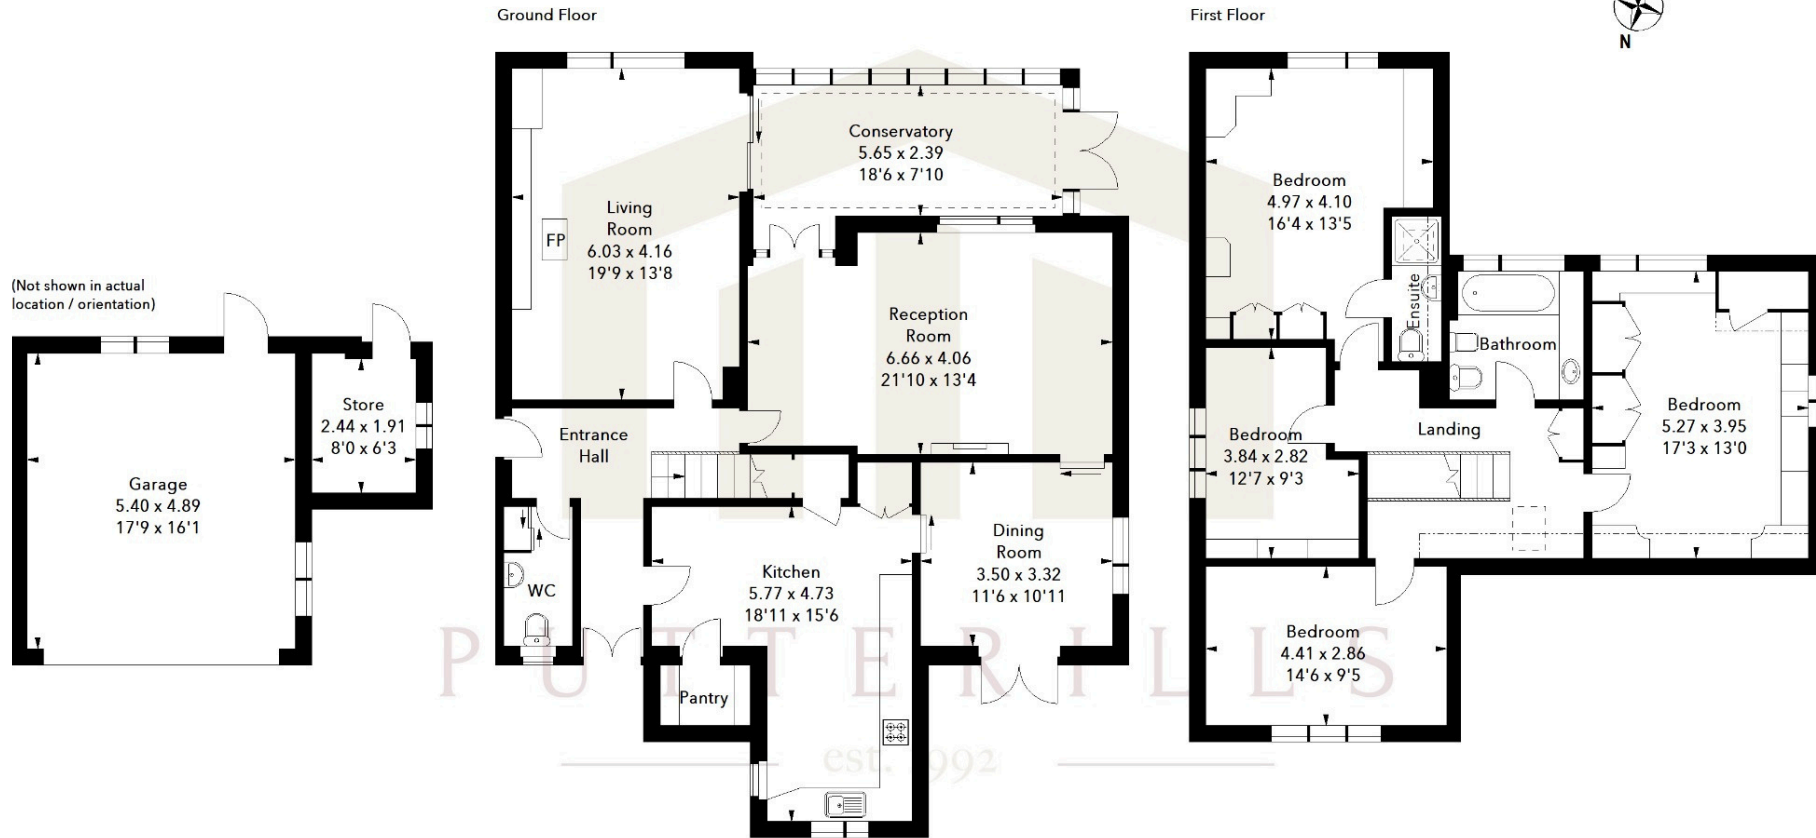 Ground Floor
First Floor
N
(Not shown in actual
location / orientation)
Garage
5.40 x 4.89
17'9 x 16'1
Store
2.44 x 1.91
8'0 x 6'3
Living
Room
6.03 x 4.16
19'9 x 13'8
FP
Conservatory
5.65 x 2.39
18'6 x 7'10
Reception
Room
6.66 x 4.06
21'10 x 13'4
Entrance
Hall
WC
Kitchen
5.77 x 4.73
18'11 x 15'6
Pantry
Dining
Room
3.50 x 3.32
11'6 x 10'11
Bedroom
4.97 x 4.10
16'4 x 13'5
Ensuite
Bathroom
Bedroom
5.27 x 3.95
17'3 x 13'0
Bedroom
3.84 x 2.82
12'7 x 9'3
Landing
Bedroom
4.41 x 2.86
14'6 x 9'5
PUTTERILLS
est. 1992